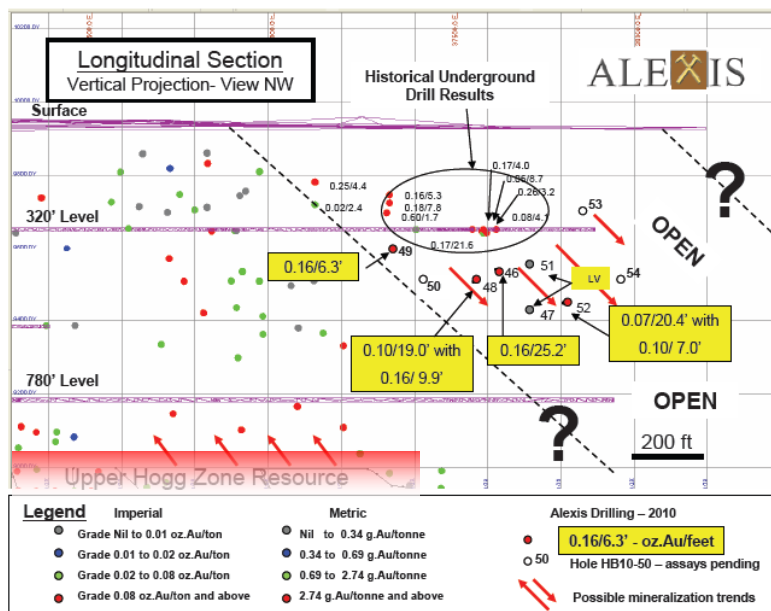 Longitudinal Section
Vertical Projection- View NW
Historical Underground
Drill Results
ALEXIS
Surface
0.17/4.0
0.06/8.7
0.26/3.2
0.25/4.4
0.02/2.4
0.16/5.3
0.18/7.8
0.60/1.7
0.08/4.1
0.17/21.6
?
53
OPEN
320' Level
49
0.16/6.3'
50
48
46
51
54
LV
47
52
0.10/19.0' with
0.16/ 9.9'
0.16/25.2'
0.07/20.4' with
0.10/ 7.0'
780' Level
?
OPEN
200 ft
Upper Hogg Zone Resource
Legend
Imperial
Metric
Alexis Drilling – 2010
Grade Nil to 0.01 oz.Au/ton
Nil to 0.34 g.Au/tonne
0.16/6.3' - oz.Au/feet
Grade 0.01 to 0.02 oz.Au/ton
0.34 to 0.69 g.Au/tonne
50
Hole HB10-50 – assays pending
Grade 0.02 to 0.08 oz.Au/ton
0.69 to 2.74 g.Au/tonne
Grade 0.08 oz.Au/ton and above
2.74 g.Au/tonne and above
Possible mineralization trends